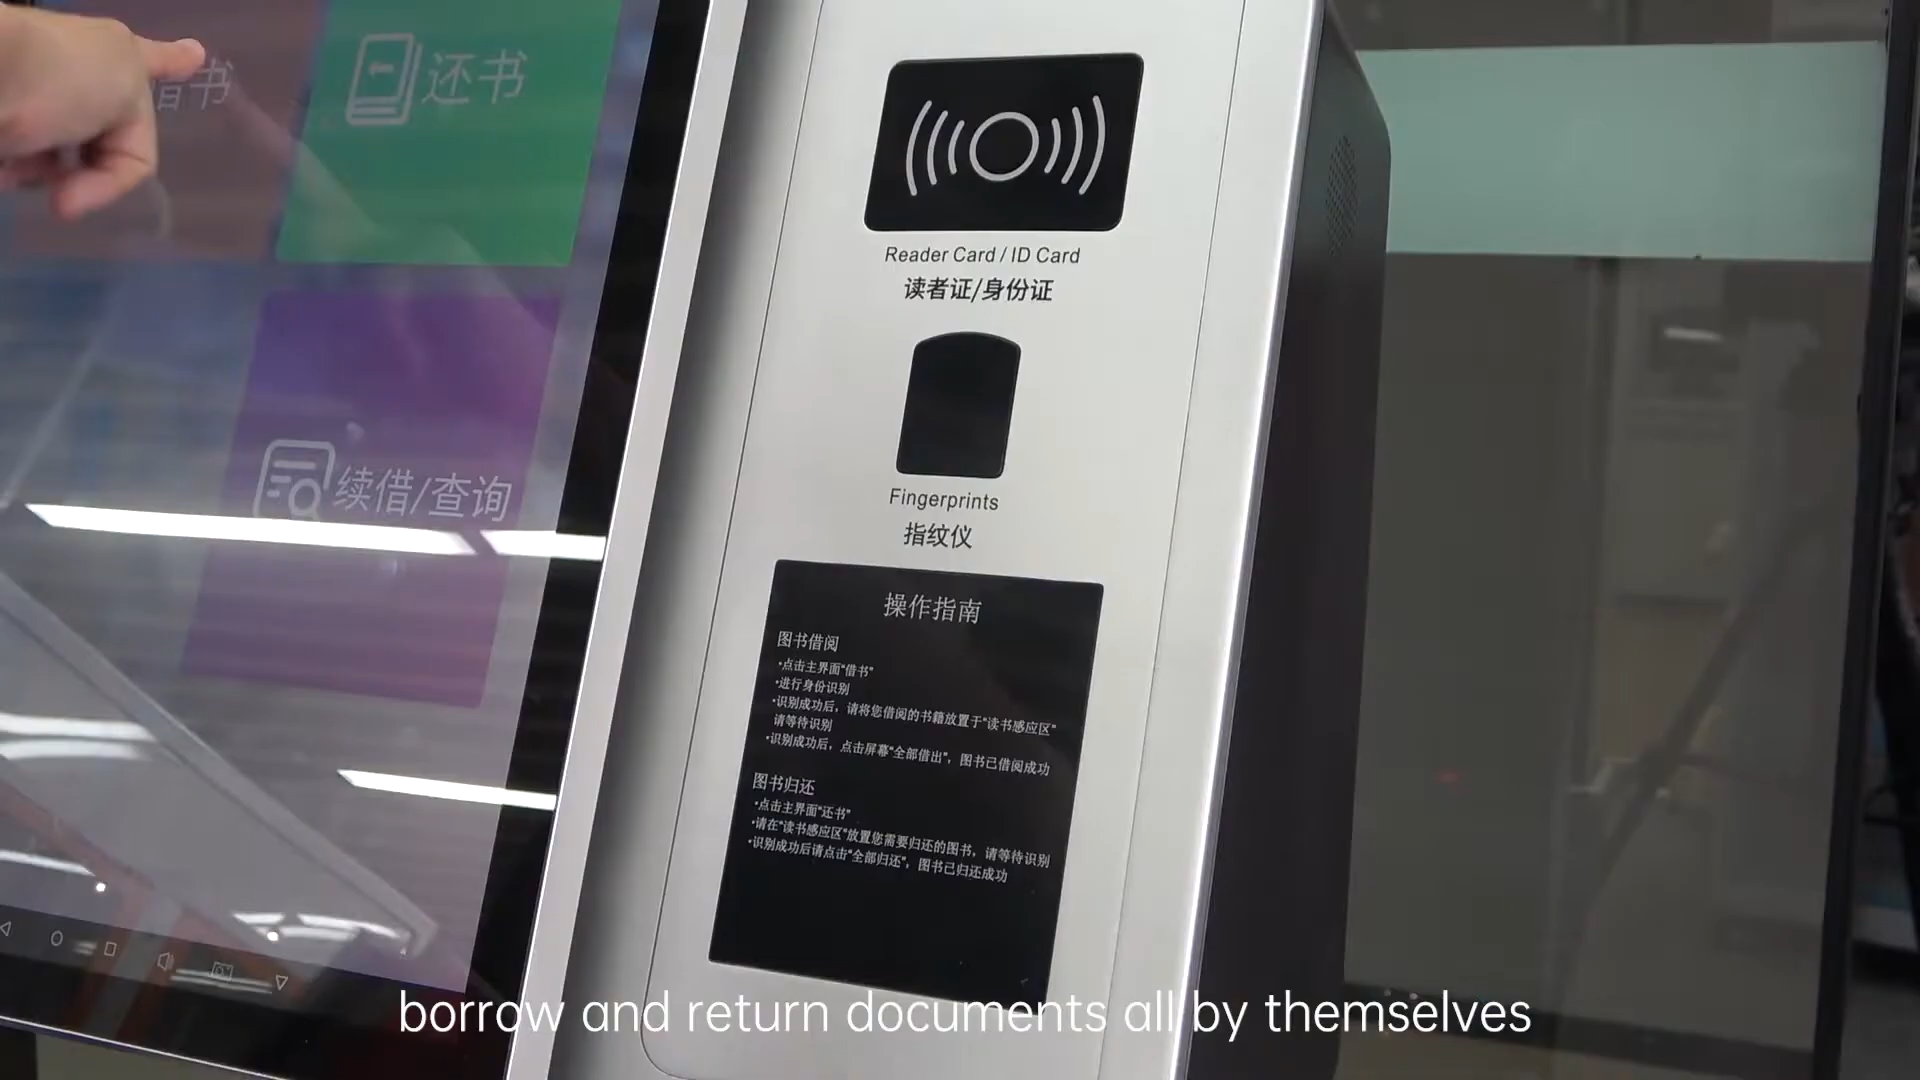 借书
还书
续借/查询
Reader Card / ID Card
读者证/身份证
Fingerprints
指纹仪
操作指南
图书借阅
•点击主界面“借书”
•进行身份识别
•识别成功后，请将您借阅的书籍放置于“读书感应区”
请等待识别
•识别成功后，点击屏幕“全部借出”，图书已借阅成功
图书归还
•点击主界面“还书”
•请在“读书感应区”放置您需要归还的图书，请等待识别
•识别成功后请点击“全部归还”，图书已归还成功
borrow and return documents all by themselves